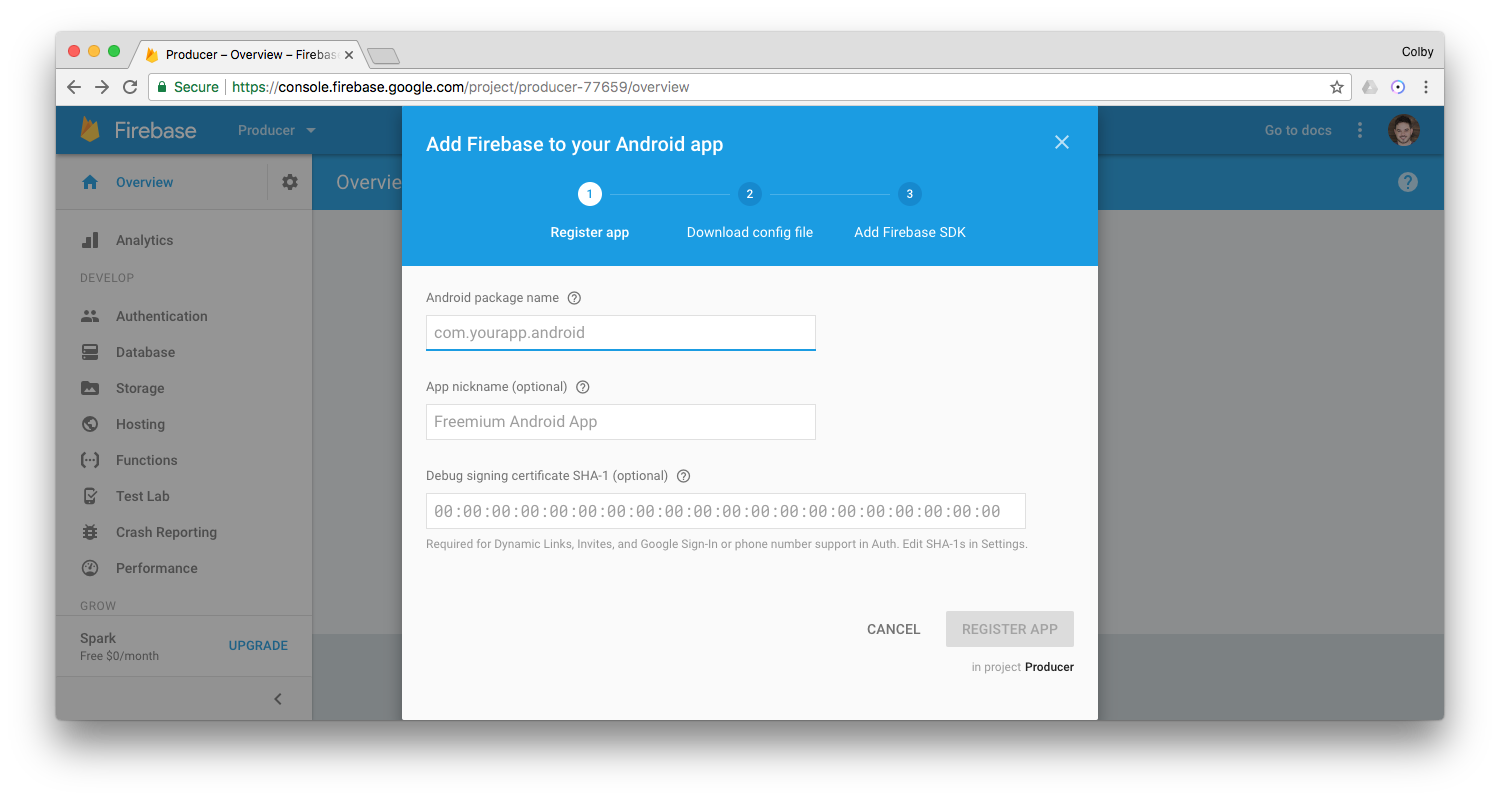 Producer – Overview – Firebas
Colby
Secure https://console.firebase.google.com/project/producer-77659/overview
Firebase Producer
Go to docs
Overview
Overvie
Analytics
DEVELOP
Authentication
Database
Storage
Hosting
Functions
Test Lab
Crash Reporting
Performance
GROW
Spark
Free $0/month
UPGRADE
Add Firebase to your Android app
1 2 3
Register app Download config file Add Firebase SDK
Android package name
com.yourapp.android
App nickname (optional)
Freemium Android App
Debug signing certificate SHA-1 (optional)
00:00:00:00:00:00:00:00:00:00:00:00:00:00:00:00:00:00:00:00
Required for Dynamic Links, Invites, and Google Sign-In or phone number support in Auth. Edit SHA-1s in Settings.
CANCEL REGISTER APP
in project Producer